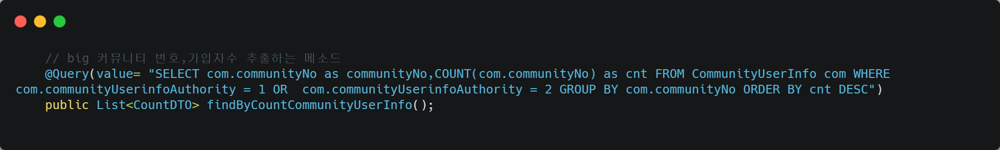 // big 커뮤니티 번호,가입자수 추출하는 메소드
@Query(value= "SELECT com.communityNo as communityNo,COUNT(com.communityNo) as cnt FROM CommunityUserInfo com WHERE
com.communityUserinfoAuthority = 1 OR  com.communityUserinfoAuthority = 2 GROUP BY com.communityNo ORDER BY cnt DESC")
public List<CountDTO> findByCountCommunityUserInfo();